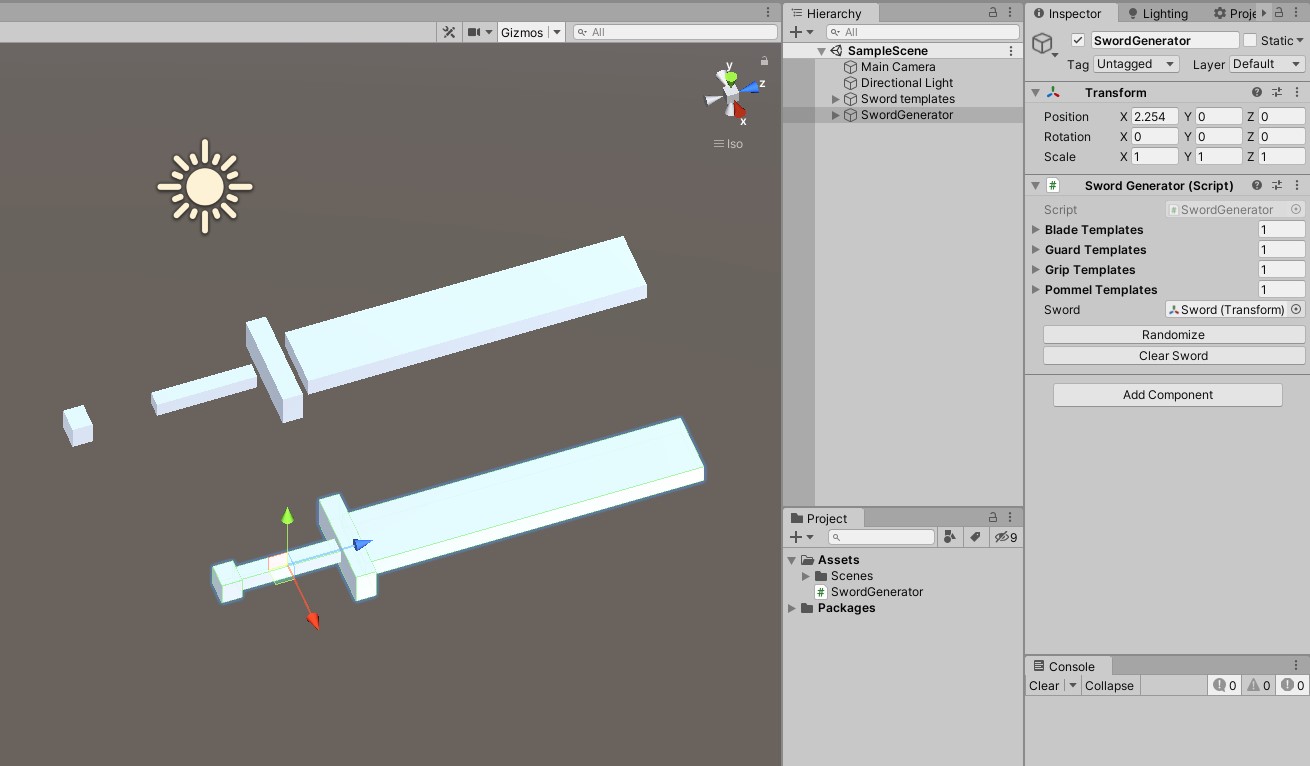 Gizmos
All
y
z
x
Iso
Hierarchy
All
SampleScene
Main Camera
Directional Light
Sword templates
SwordGenerator
Project
9
Assets
Scenes
# SwordGenerator
Packages
Inspector
Lighting
Proje
SwordGenerator
Static
Tag Untagged Layer Default
Transform
Position X 2.254 Y 0 Z 0
Rotation X 0 Y 0 Z 0
Scale X 1 Y 1 Z 1
# Sword Generator (Script)
Script # SwordGenerator
Blade Templates 1
Guard Templates 1
Grip Templates 1
Pommel Templates 1
Sword Sword (Transform)
Randomize
Clear Sword
Add Component
Console
Clear Collapse 0 0 0